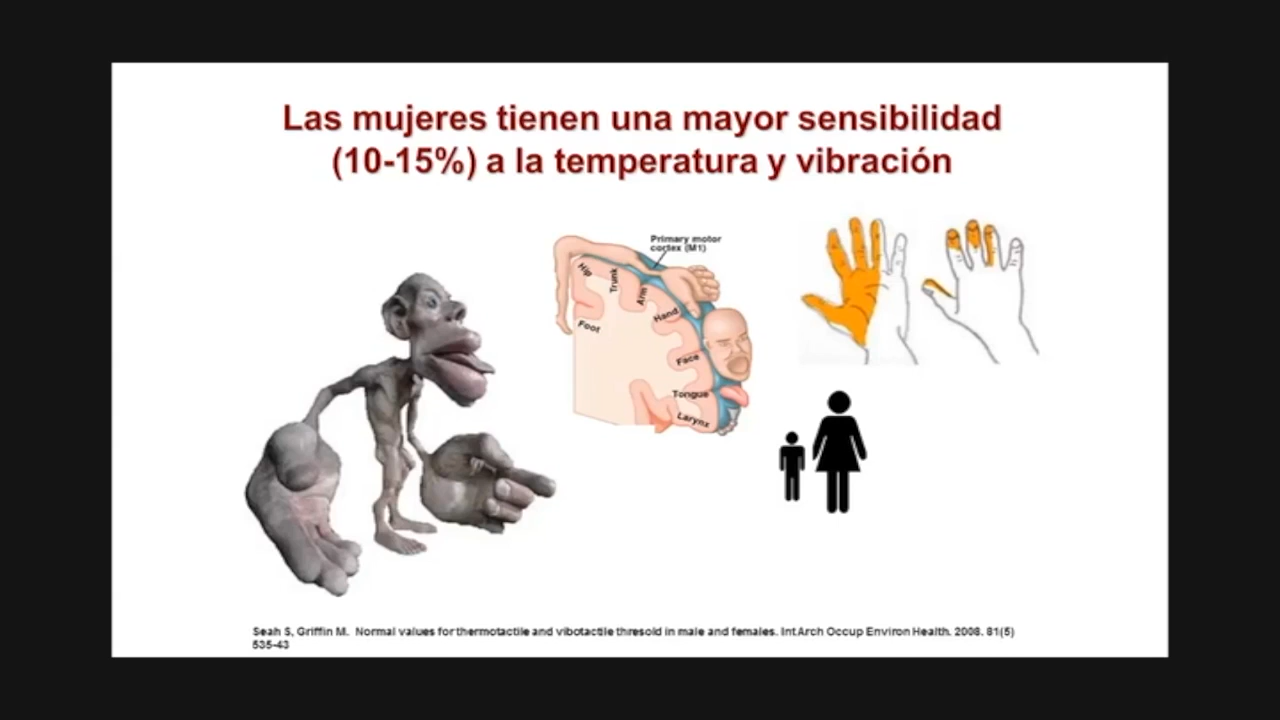 Las mujeres tienen una mayor sensibilidad
(10-15%) a la temperatura y vibración
Primary motor
cortex (M1)
Hip
Trunk
Arm
Hand
Foot
Face
Tongue
Larynx
Seah S, Griffin M. Normal values for thermotactile and vibotactile thresold in male and females. Int Arch Occup Environ Health. 2008. 81(5)
535-43